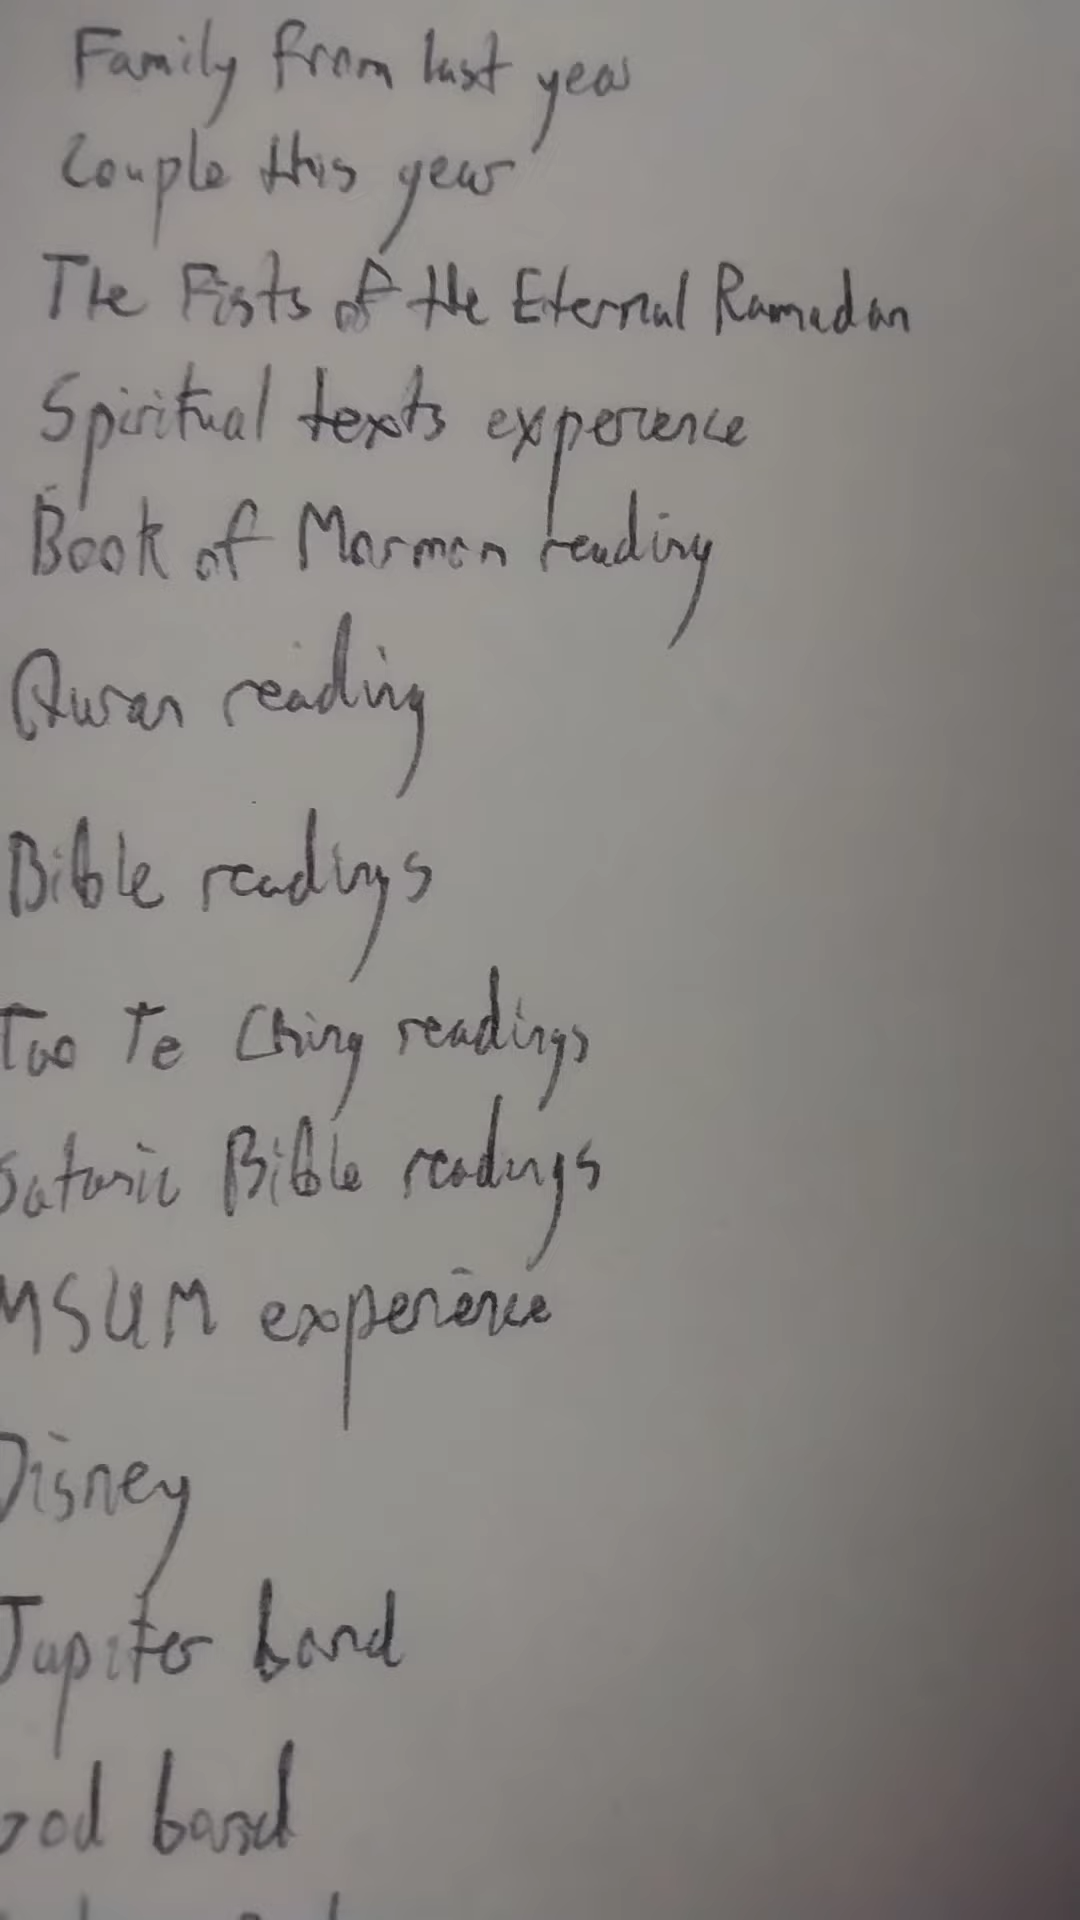 Family from last year
Couple this year
The Fists of the Eternal Ramadan
Spiritual texts experience
Book of Mormon reading
Quran reading
Bible readings
Tao Te Ching readings
Satanic Bible readings
MSUM experience
Disney
Jupiter band
God band